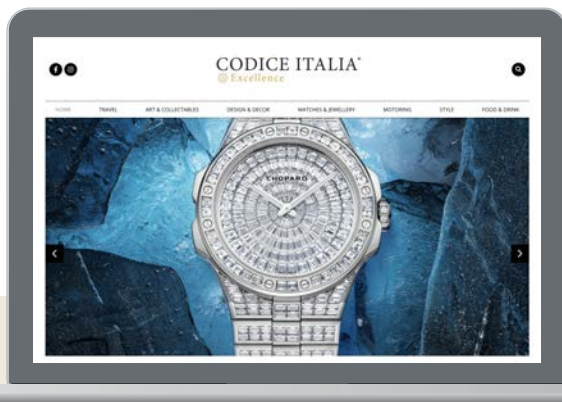 CODICE ITALIA®
Excellence
HOME TRAVEL ART & COLLECTABLES DESIGN & DECOR WATCHES & JEWELLERY MOTORING STYLE FOOD & DRINK
CHOPARD